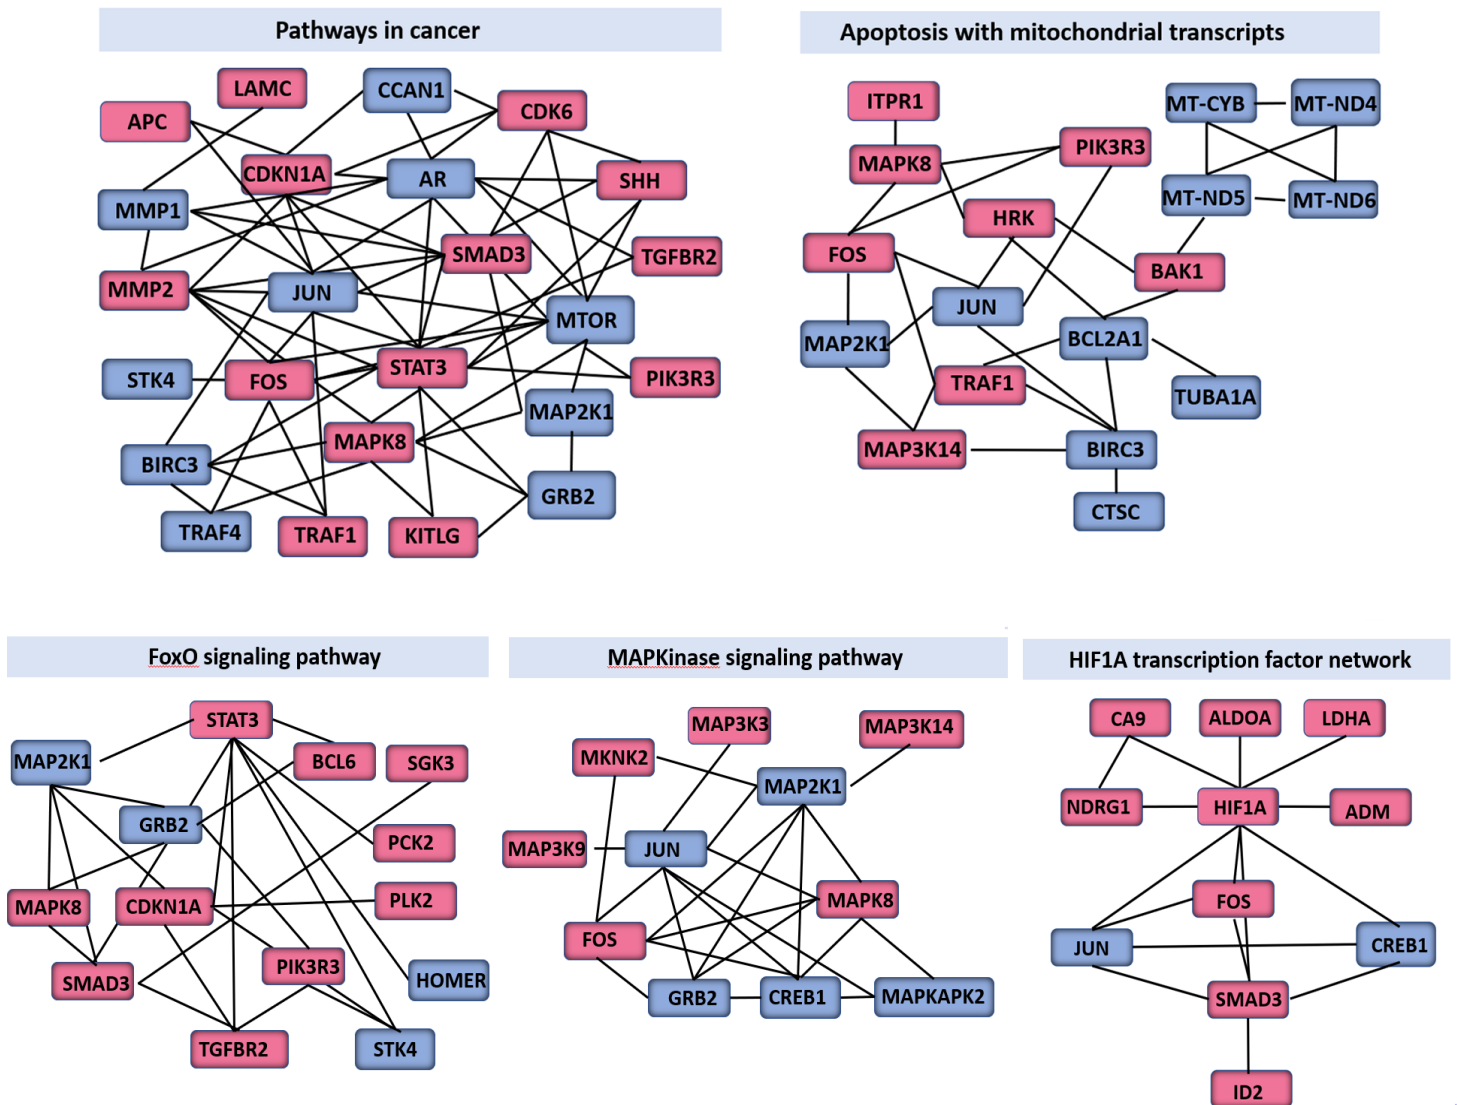 Pathways in cancer
LAMC
CCAN1
APC
CDK6
CDKN1A
AR
SHH
MMP1
SMAD3
TGFBR2
MMP2
JUN
MTOR
STK4
FOS
STAT3
PIK3R3
MAP2K1
MAPK8
BIRC3
GRB2
TRAF4
TRAF1
KITLG
Apoptosis with mitochondrial transcripts
ITPR1
MT-CYB
MT-ND4
PIK3R3
MAPK8
MT-ND5
MT-ND6
HRK
FOS
BAK1
JUN
MAP2K1
BCL2A1
TRAF1
TUBA1A
MAP3K14
BIRC3
CTSC
FoxO signaling pathway
STAT3
MAP2K1
BCL6
SGK3
GRB2
PCK2
MAPK8
CDKN1A
PLK2
SMAD3
PIK3R3
HOMER
TGFBR2
STK4
MAPKinase signaling pathway
MAP3K3
MAP3K14
MKNK2
MAP2K1
MAP3K9
JUN
MAPK8
FOS
GRB2
CREB1
MAPKAPK2
HIF1A transcription factor network
CA9
ALDOA
LDHA
NDRG1
HIF1A
ADM
FOS
JUN
CREB1
SMAD3
ID2